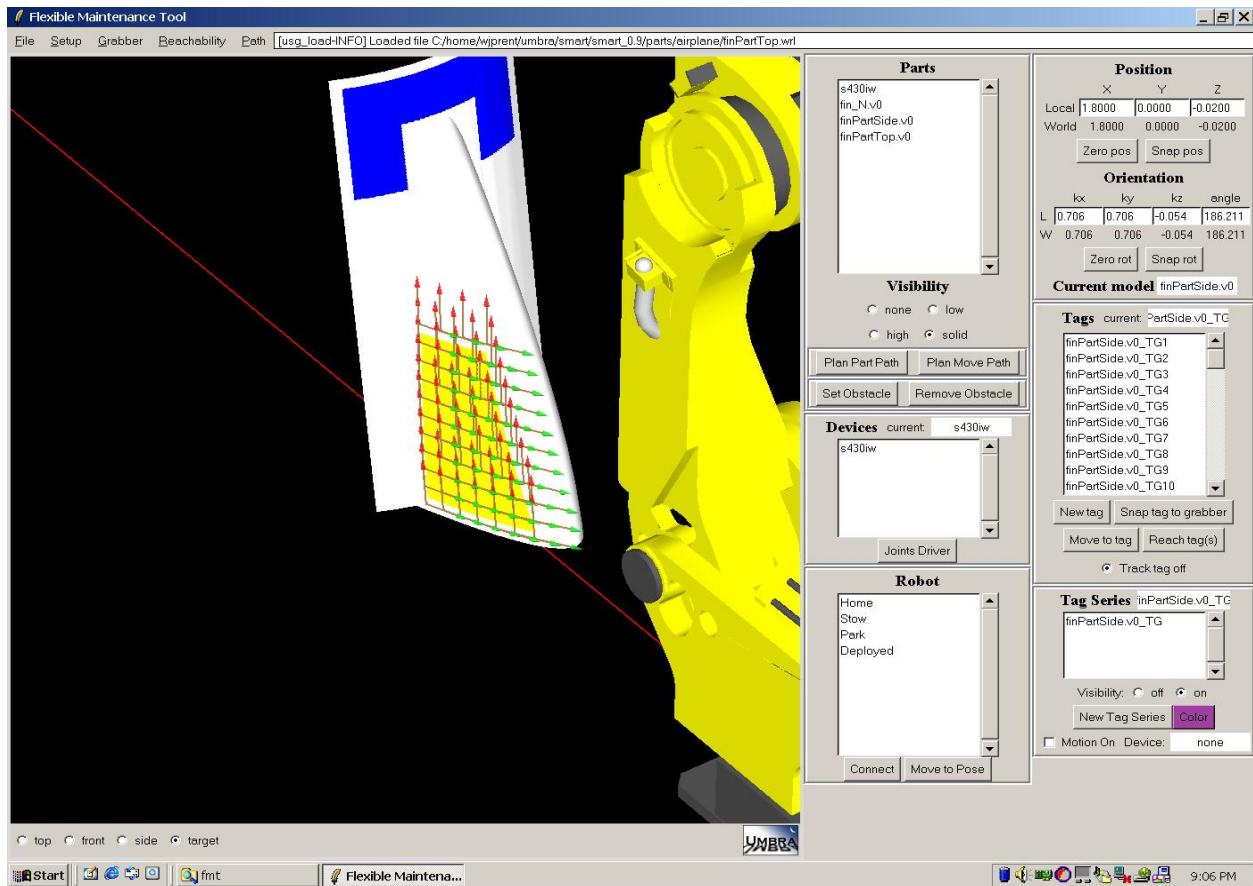 Flexible Maintenance Tool
File Setup Grabber Reachability Path [usg_load-INFO] Loaded file C:/home/wjprent/umbra/smart/smart_0.9/parts/airplane/finPartTop.wrl
Parts
s430iw
fin_N.v0
finPartSide.v0
finPartTop.v0
Visibility
none low
high solid
Plan Part Path Plan Move Path
Set Obstacle Remove Obstacle
Devices current: s430iw
s430iw
Joints Driver
Robot
Home
Stow
Park
Deployed
Connect Move to Pose
Position
X Y Z
Local 1.8000 0.0000 -0.0200
World 1.8000 0.0000 -0.0200
Zero pos Snap pos
Orientation
kx ky kz angle
L 0.706 0.706 -0.054 186.211
W 0.706 0.706 -0.054 186.211
Zero rot Snap rot
Current model finPartSide.v0
Tags current: PartSide.v0_TG
finPartSide.v0_TG1
finPartSide.v0_TG2
finPartSide.v0_TG3
finPartSide.v0_TG4
finPartSide.v0_TG5
finPartSide.v0_TG6
finPartSide.v0_TG7
finPartSide.v0_TG8
finPartSide.v0_TG9
finPartSide.v0_TG10
New tag Snap tag to grabber
Move to tag Reach tag(s)
Track tag off
Tag Series finPartSide.v0_TG
finPartSide.v0_TG
Visibility: off on
New Tag Series Color
Motion On Device: none
top front side target
UMBRA
Start fmt Flexible Maintena... 9:06 PM